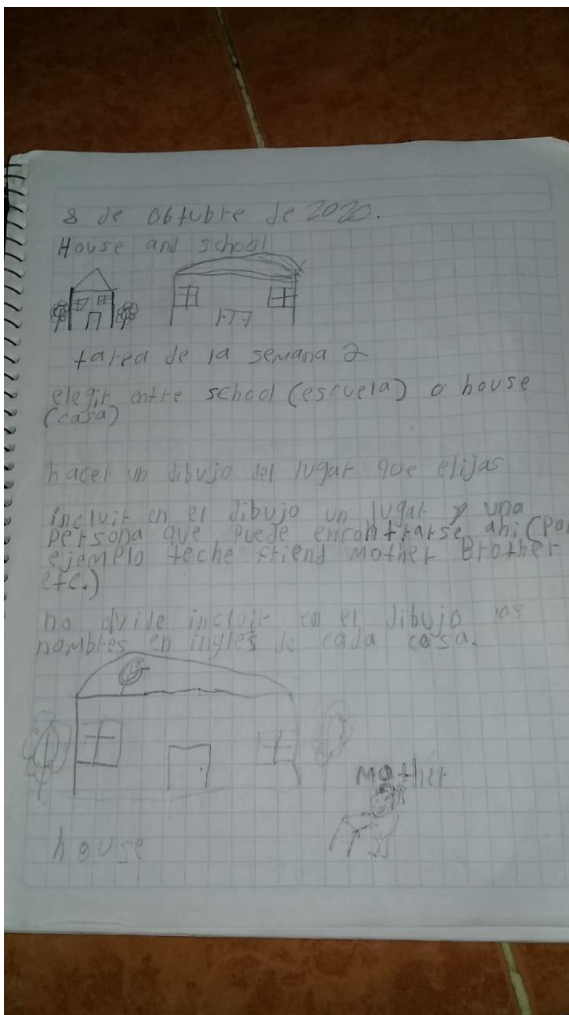 8 de obtubre de 2020.
House and school
tarea de la semana 2
elegir entre school (escuela) o house
(casa)
hacer un dibujo del lugar que elijas
incluir en el dibujo un lugar y una
persona que puede encontrarse ahi (por
ejemplo teche friend mother Brother
etc.)
no dvide incluir en el dibujo los
nombres en ingles de cada cosa.
Mother
house